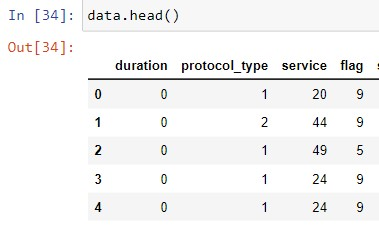 In [34]: data.head()
Out[34]:
duration protocol_type service flag
0 0 1 20 9
1 0 2 44 9
2 0 1 49 5
3 0 1 24 9
4 0 1 24 9